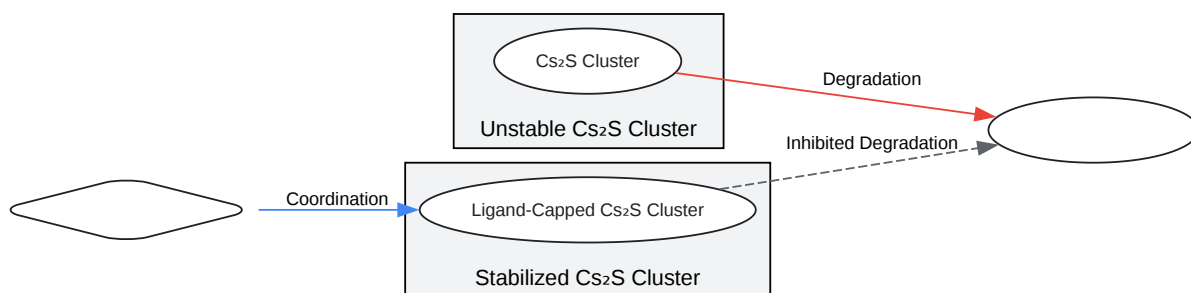 Cs₂S Cluster
Degradation
Unstable Cs₂S Cluster
Inhibited Degradation
Coordination
Ligand-Capped Cs₂S Cluster
Stabilized Cs₂S Cluster